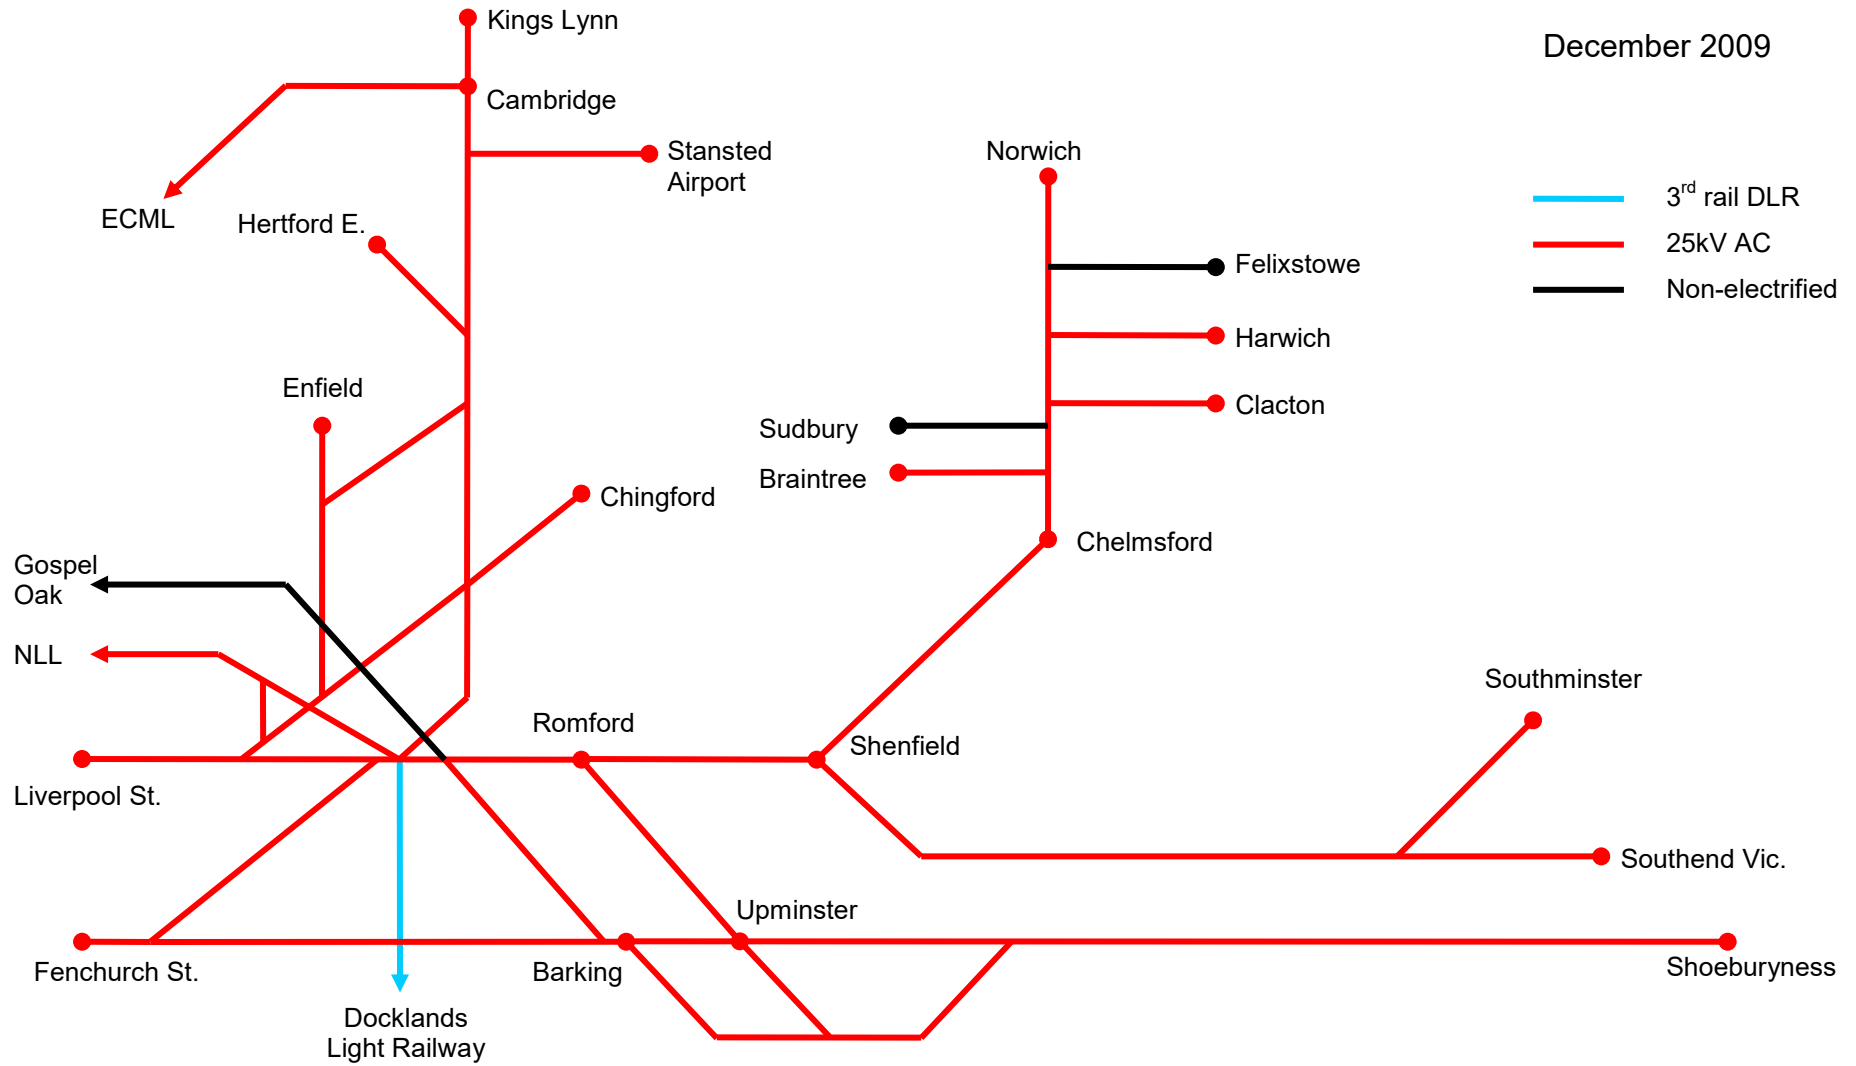 Kings Lynn
December 2009
Cambridge
Stansted
Airport
Norwich
3rd rail DLR
ECML
Hertford E.
25kV AC
Felixstowe
Non-electrified
Harwich
Enfield
Clacton
Sudbury
Braintree
Chingford
Chelmsford
Gospel
Oak
NLL
Southminster
Romford
Shenfield
Liverpool St.
Southend Vic.
Upminster
Fenchurch St.
Barking
Shoeburyness
Docklands
Light Railway